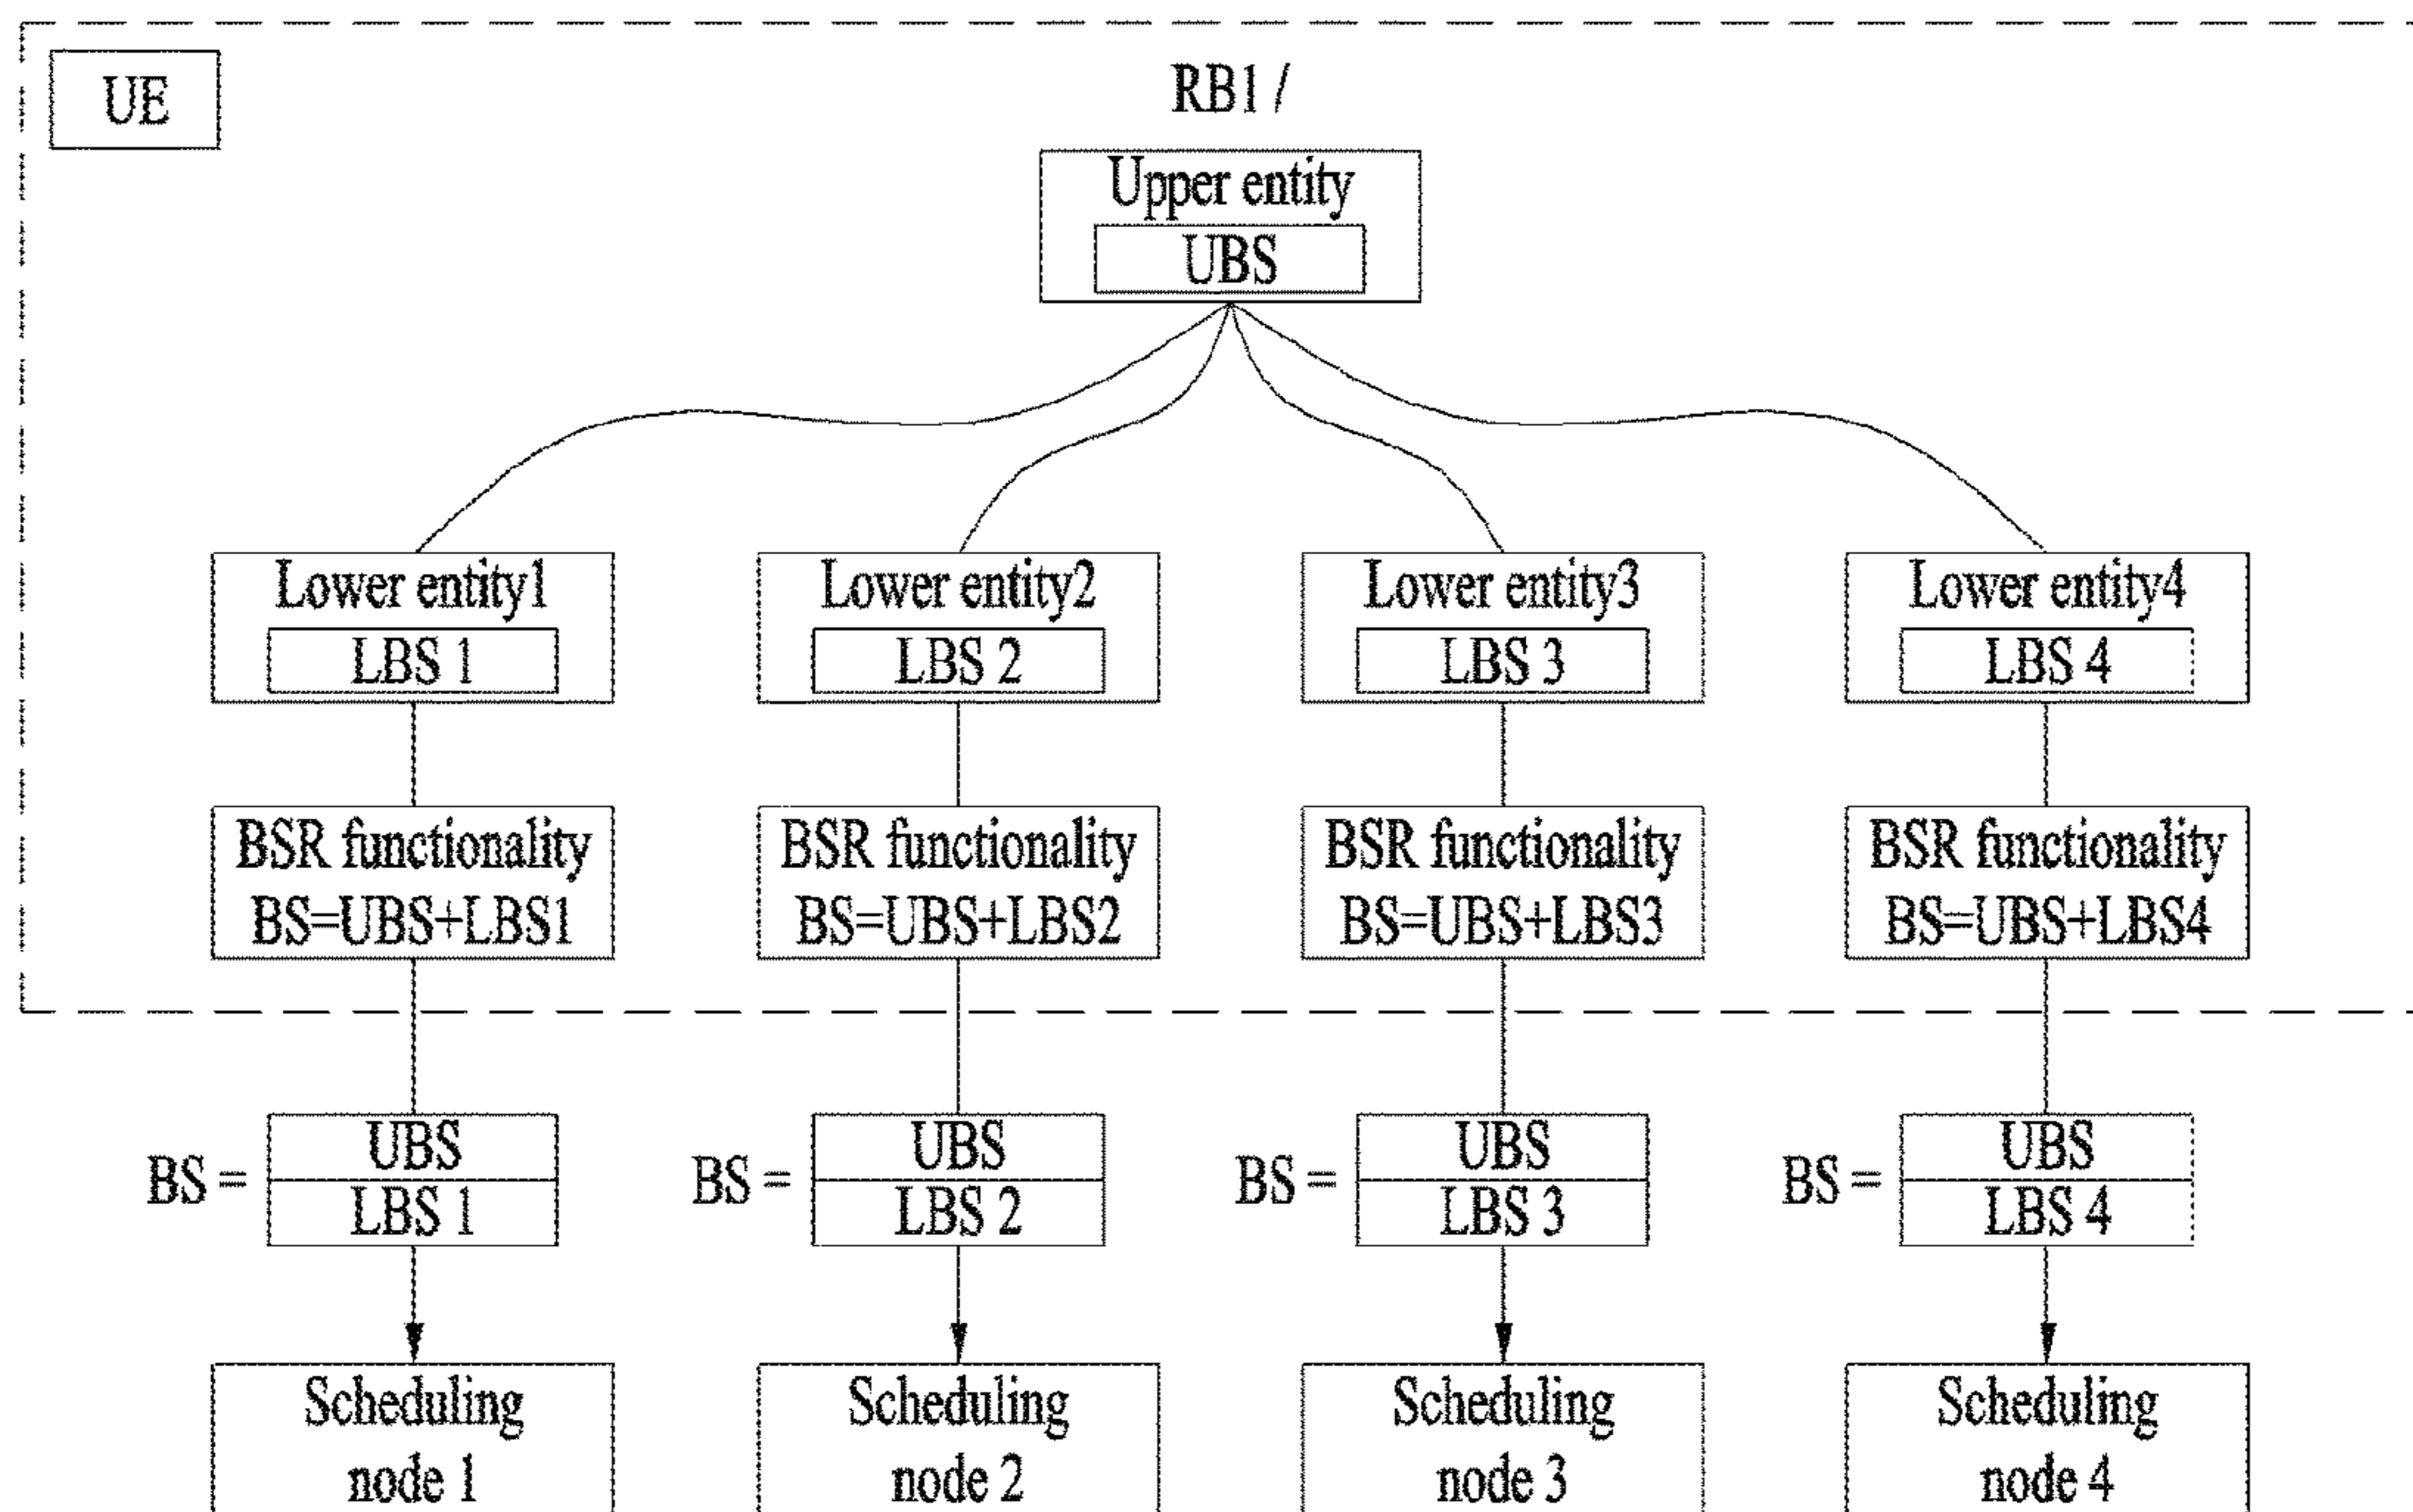 UE
RB1 /
Upper entity
UBS
Lower entity1
LBS 1
Lower entity2
LBS 2
Lower entity3
LBS 3
Lower entity4
LBS 4
BSR functionality
BS=UBS+LBS1
BSR functionality
BS=UBS+LBS2
BSR functionality
BS=UBS+LBS3
BSR functionality
BS=UBS+LBS4
BS =
UBS
LBS 1
BS =
UBS
LBS 2
BS =
UBS
LBS 3
BS =
UBS
LBS 4
Scheduling
node 1
Scheduling
node 2
Scheduling
node 3
Scheduling
node 4